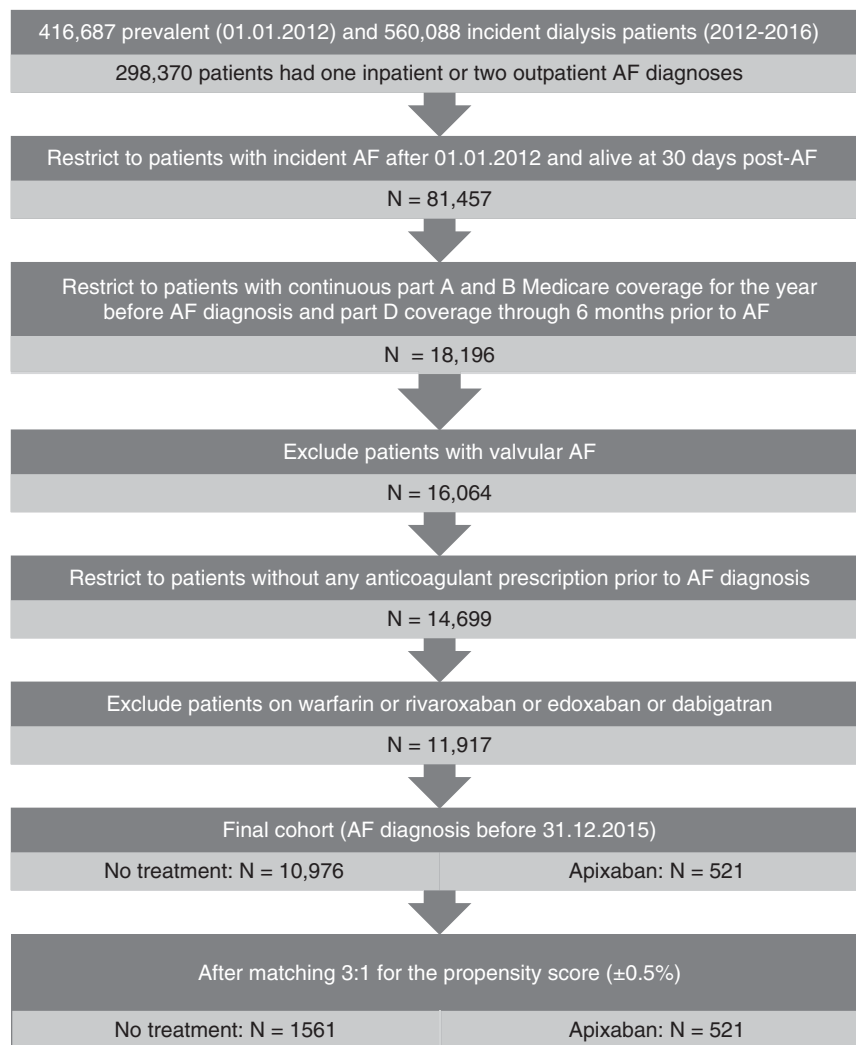 416,687 prevalent (01.01.2012) and 560,088 incident dialysis patients (2012-2016)
298,370 patients had one inpatient or two outpatient AF diagnoses
Restrict to patients with incident AF after 01.01.2012 and alive at 30 days post-AF
N = 81,457
Restrict to patients with continuous part A and B Medicare coverage for the year
before AF diagnosis and part D coverage through 6 months prior to AF
N = 18,196
Exclude patients with valvular AF
N = 16,064
Restrict to patients without any anticoagulant prescription prior to AF diagnosis
N = 14,699
Exclude patients on warfarin or rivaroxaban or edoxaban or dabigatran
N = 11,917
Final cohort (AF diagnosis before 31.12.2015)
No treatment: N = 10,976 Apixaban: N = 521
After matching 3:1 for the propensity score (±0.5%)
No treatment: N = 1561 Apixaban: N = 521